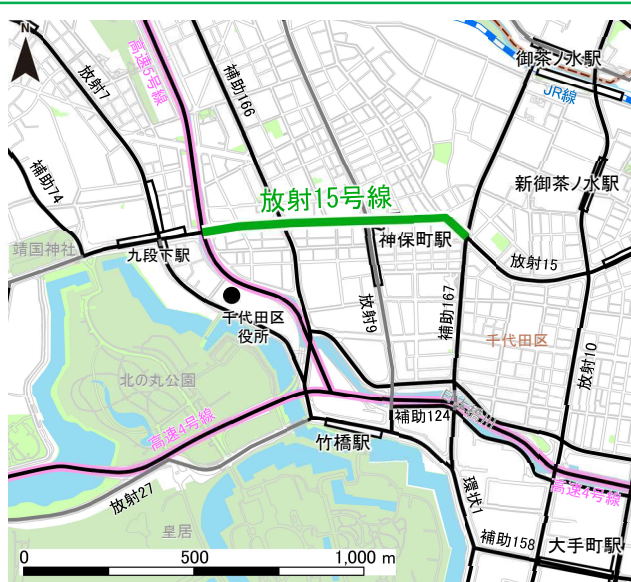 N
御茶ノ水駅
高速5号線
放射7
補助166
JR線
補助74
新御茶ノ水駅
放射15号線
靖国神社
九段下駅
神保町駅
放射15
千代田区
役所
放射9
補助167
千代田区
放射10
北の丸公園
高速4号線
補助124
竹橋駅
放射27
環状1
高速4号線
皇居
補助158
大手町駅
0 500 1,000 m